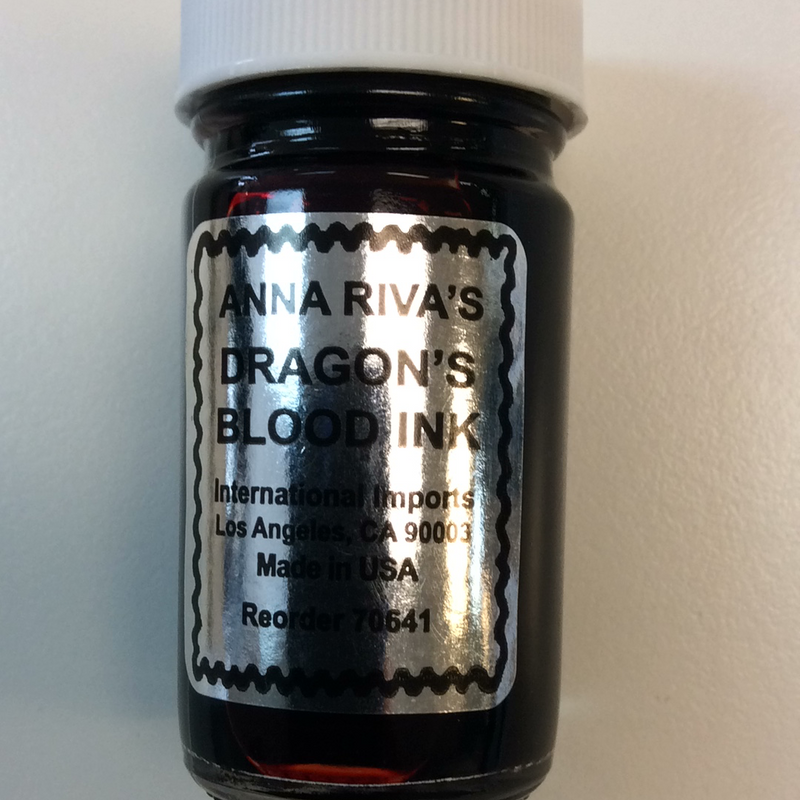 ANNA RIVA'S
DRAGON'S
BLOOD INK
International Imports
Los Angeles, CA 90003
Made in USA
Reorder 70641